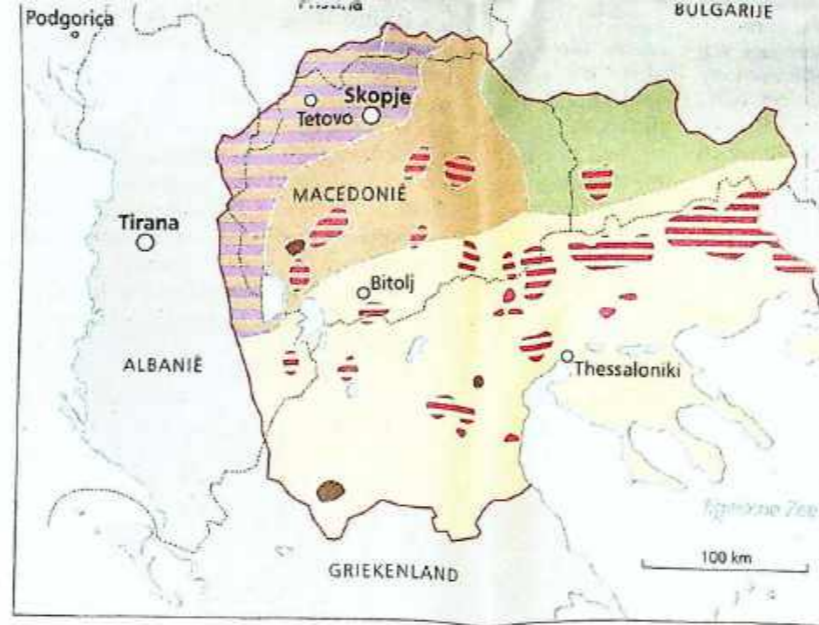 Podgoriça
BULGARIJE
Skopje
Tetovo
MACEDONIË
Tirana
Bitolj
ALBANIË
Thessaloniki
100 km
GRIEKENLAND